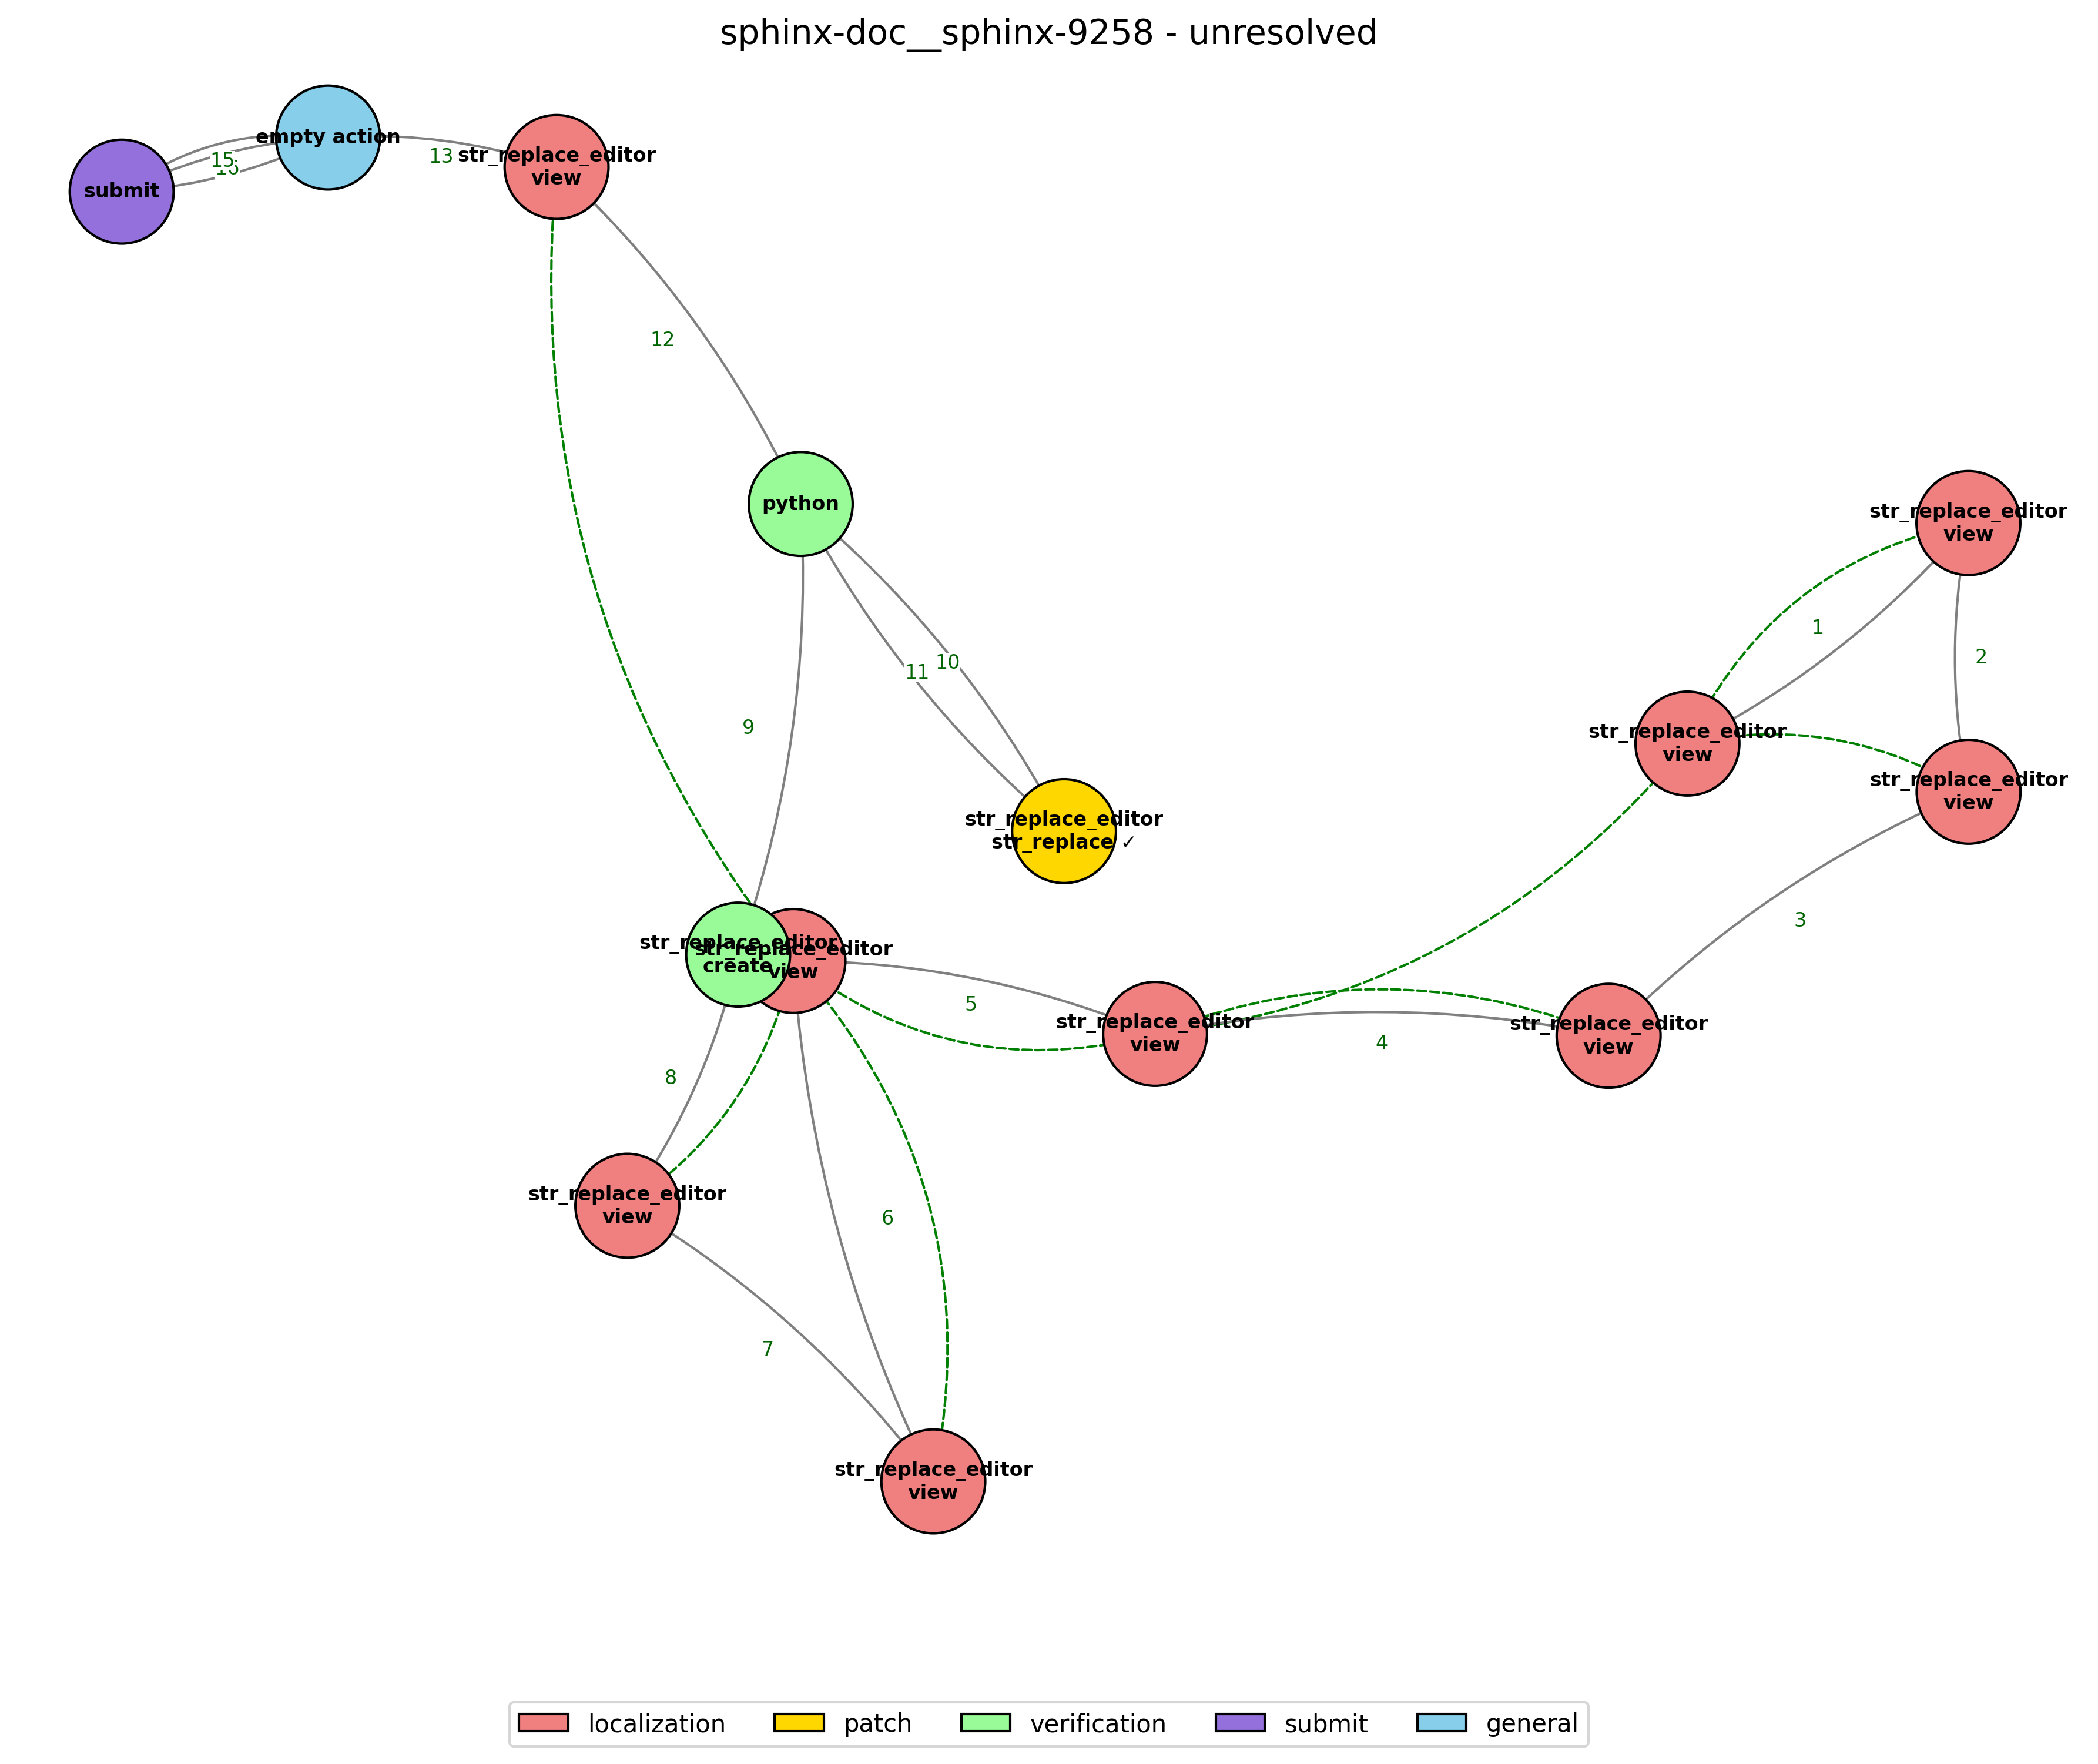 sphinx-doc__sphinx-9258 - unresolved
empty action
submit
15
16
13
str_replace_editor
view
12
python
str_replace_editor
view
1
2
11
10
9
str_replace_editor
view
str_replace_editor
view
str_replace_editor
str_replace ✓
3
str_replace_editor
create
str_replace_editor
view
5
str_replace_editor
view
4
str_replace_editor
view
8
str_replace_editor
view
6
7
str_replace_editor
view
localization
patch
verification
submit
general